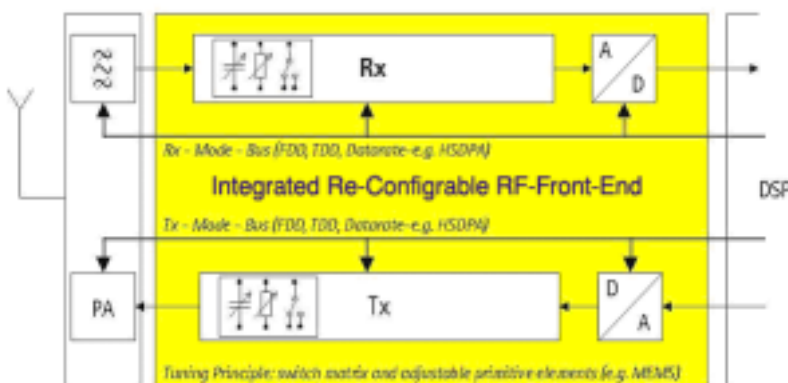 A
D
Rx
Rx - Mode - Bus (FDD, TDD, Datarate-e.g. HSDPA)
Integrated Re-Configrable RF-Front-End
DSP
Tx - Mode - Bus (FDD, TDD, Datarate-e.g. HSDPA)
PA
Tx
D
A
Tuning Principle: switch matrix and adjustable primitive elements (e.g. MEMS)